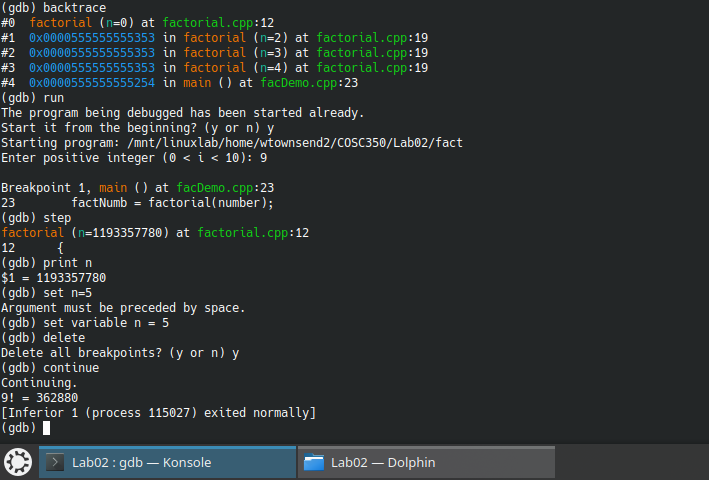 (gdb) backtrace
#0  factorial (n=0) at factorial.cpp:12
#1  0x0000555555555353 in factorial (n=2) at factorial.cpp:19
#2  0x0000555555555353 in factorial (n=3) at factorial.cpp:19
#3  0x0000555555555353 in factorial (n=4) at factorial.cpp:19
#4  0x0000555555555254 in main () at facDemo.cpp:23
(gdb) run
The program being debugged has been started already.
Start it from the beginning? (y or n) y
Starting program: /mnt/linuxlab/home/wtownsend2/COSC350/Lab02/fact
Enter positive integer (0 < i < 10): 9

Breakpoint 1, main () at facDemo.cpp:23
23        factNumb = factorial(number);
(gdb) step
factorial (n=1193357780) at factorial.cpp:12
12      {
(gdb) print n
$1 = 1193357780
(gdb) set n=5
Argument must be preceded by space.
(gdb) set variable n = 5
(gdb) delete
Delete all breakpoints? (y or n) y
(gdb) continue
Continuing.
9! = 362880
[Inferior 1 (process 115027) exited normally]
(gdb)
Lab02 : gdb — Konsole
Lab02 — Dolphin